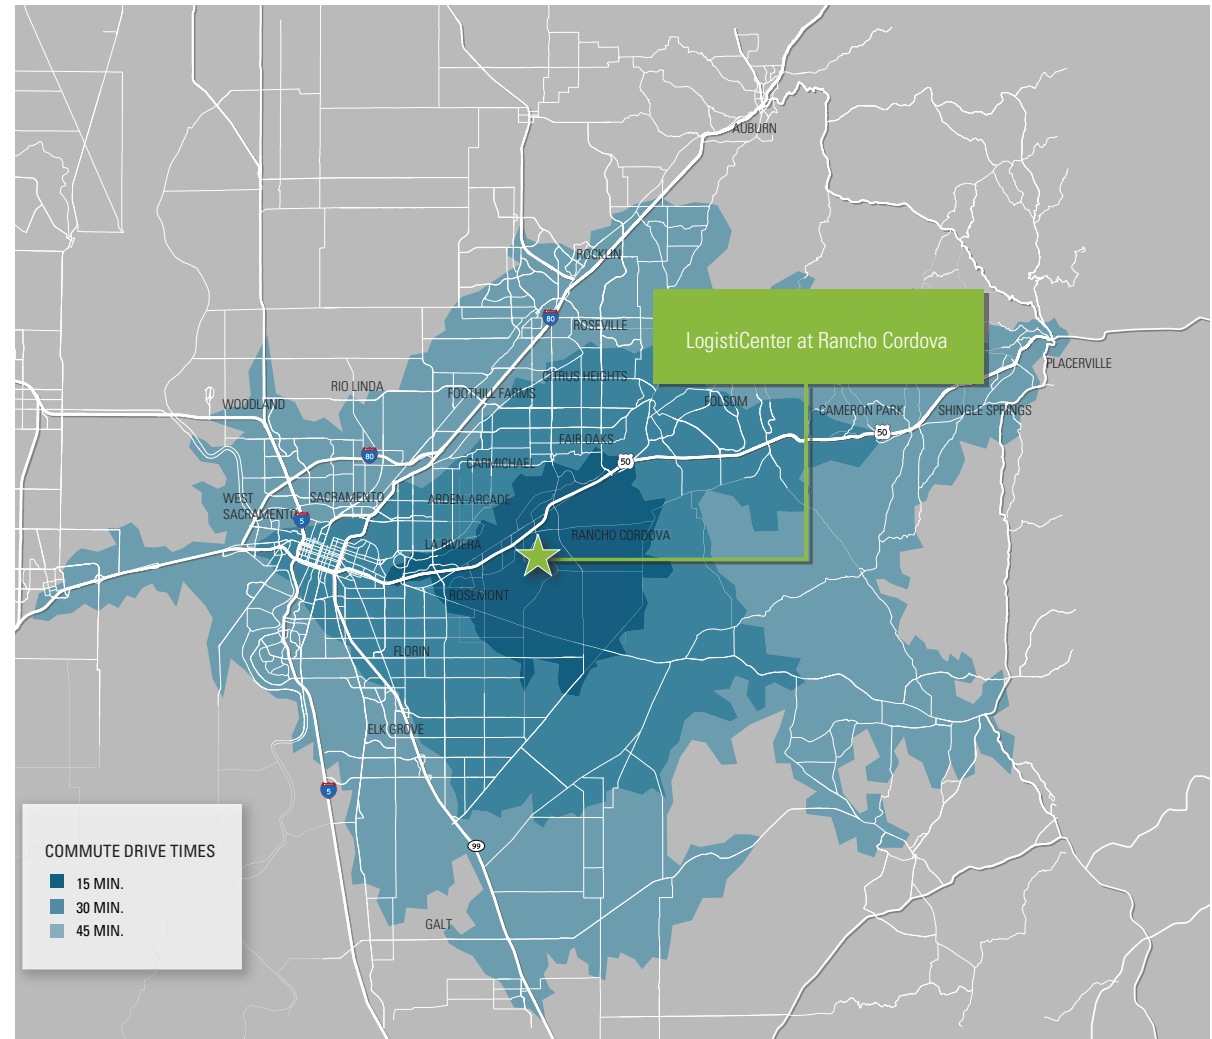 AUBURN
ROCKLIN
80
ROSEVILLE
LogistiCenter at Rancho Cordova
PLACERVILLE
CITRUS HEIGHTS
RIO LINDA
FOOTHILL FARMS
WOODLAND
FOLSOM
CAMERON PARK
SHINGLE SPRINGS
50
FAIR OAKS
80
CARMICHAEL
50
WEST
SACRAMENTO
SACRAMENTO
ARDEN-ARCADE
5
RANCHO CORDOVA
LA RIVIERA
ROSEMONT
FLORIN
ELK GROVE
5
99
GALT
COMMUTE DRIVE TIMES
15 MIN.
30 MIN.
45 MIN.